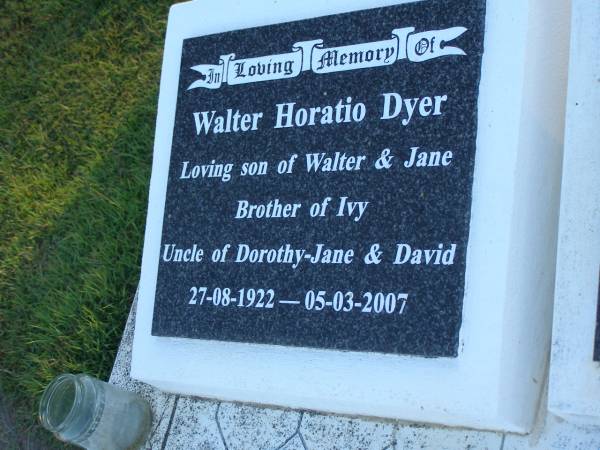 In Loving Memory Of
Walter Horatio Dyer
Loving son of Walter & Jane
Brother of Ivy
Uncle of Dorothy-Jane & David
27-08-1922 — 05-03-2007